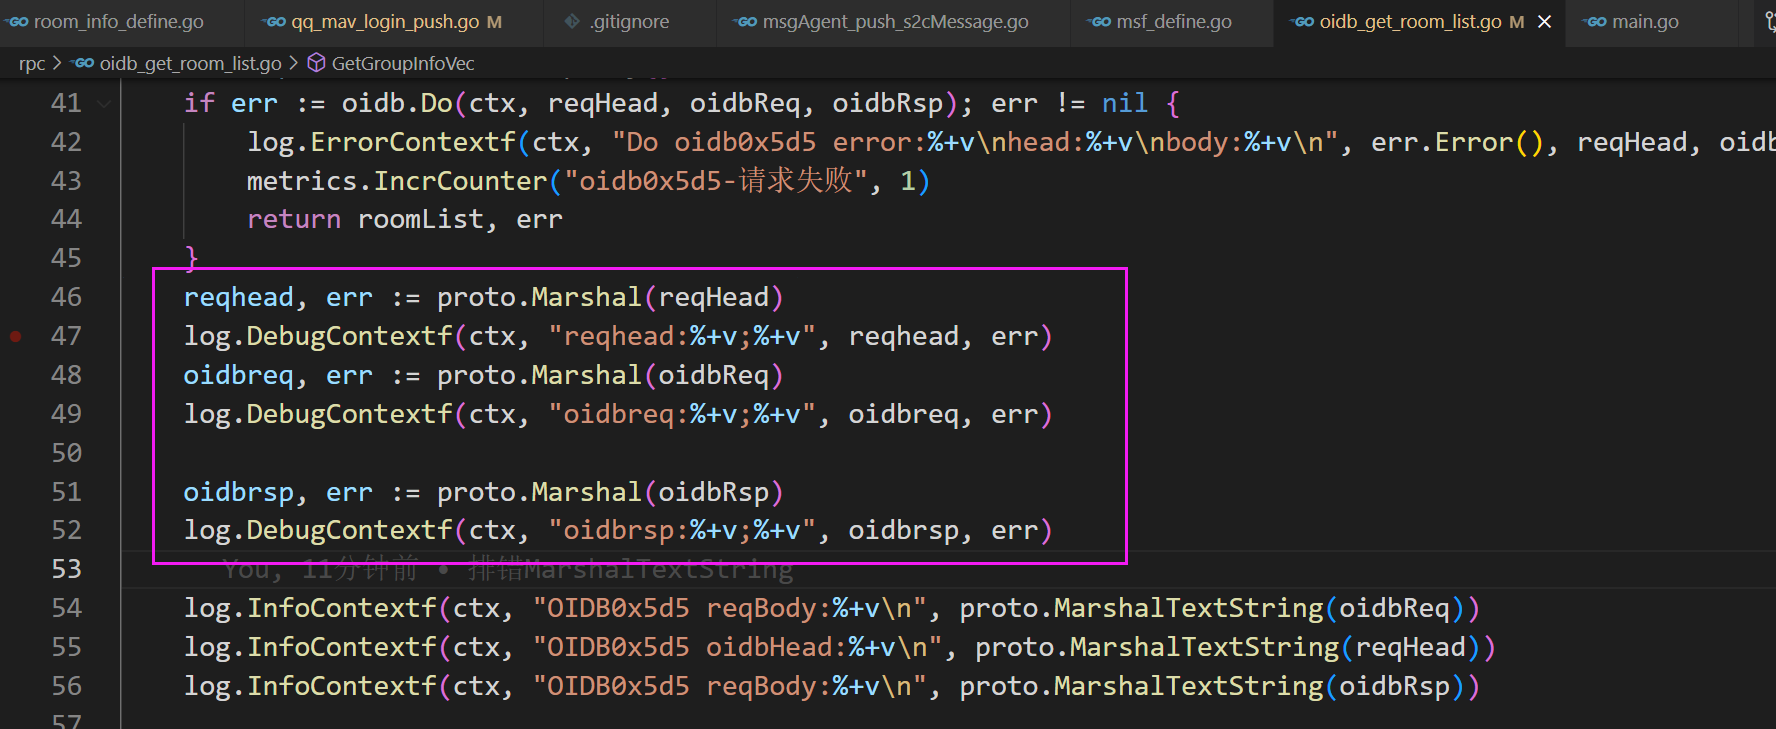 room_info_define.go qq_mav_login_push.go M .gitignore msgAgent_push_s2cMessage.go msf_define.go oidb_get_room_list.go M main.go
rpc > oidb_get_room_list.go > GetGroupInfoVec
41 if err := oidb.Do(ctx, reqHead, oidbReq, oidbRsp); err != nil {
42 log.ErrorContextf(ctx, "Do oidb0x5d5 error:%+v\nhead:%+v\nbody:%+v\n", err.Error(), reqHead, oidb
43 metrics.IncrCounter("oidb0x5d5-请求失败", 1)
44 return roomList, err
45 }
46 reqhead, err := proto.Marshal(reqHead)
47 log.DebugContextf(ctx, "reqhead:%+v;%+v", reqhead, err)
48 oidbreq, err := proto.Marshal(oidbReq)
49 log.DebugContextf(ctx, "oidbreq:%+v;%+v", oidbreq, err)
50
51 oidbrsp, err := proto.Marshal(oidbRsp)
52 log.DebugContextf(ctx, "oidbrsp:%+v;%+v", oidbrsp, err)
53 You, 11分钟前 • 排错MarshalTextString
54 log.InfoContextf(ctx, "OIDB0x5d5 reqBody:%+v\n", proto.MarshalTextString(oidbReq))
55 log.InfoContextf(ctx, "OIDB0x5d5 oidbHead:%+v\n", proto.MarshalTextString(reqHead))
56 log.InfoContextf(ctx, "OIDB0x5d5 reqBody:%+v\n", proto.MarshalTextString(oidbRsp))
57